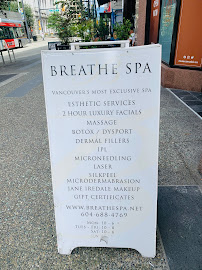 BREATHE SPA
VANCOUVER'S MOST EXCLUSIVE SPA
ESTHETIC SERVICES
2 HOUR LUXURY FACIALS
MASSAGE
BOTOX / DYSPORT
DERMAL FILLERS
IPL
MICRONEEDLING
LASER
SILKPEEL
MICRODERMABRASION
JANE IREDALE MAKEUP
GIFT CERTIFICATES
WWW.BREATHESPA.NET
604-688-4769